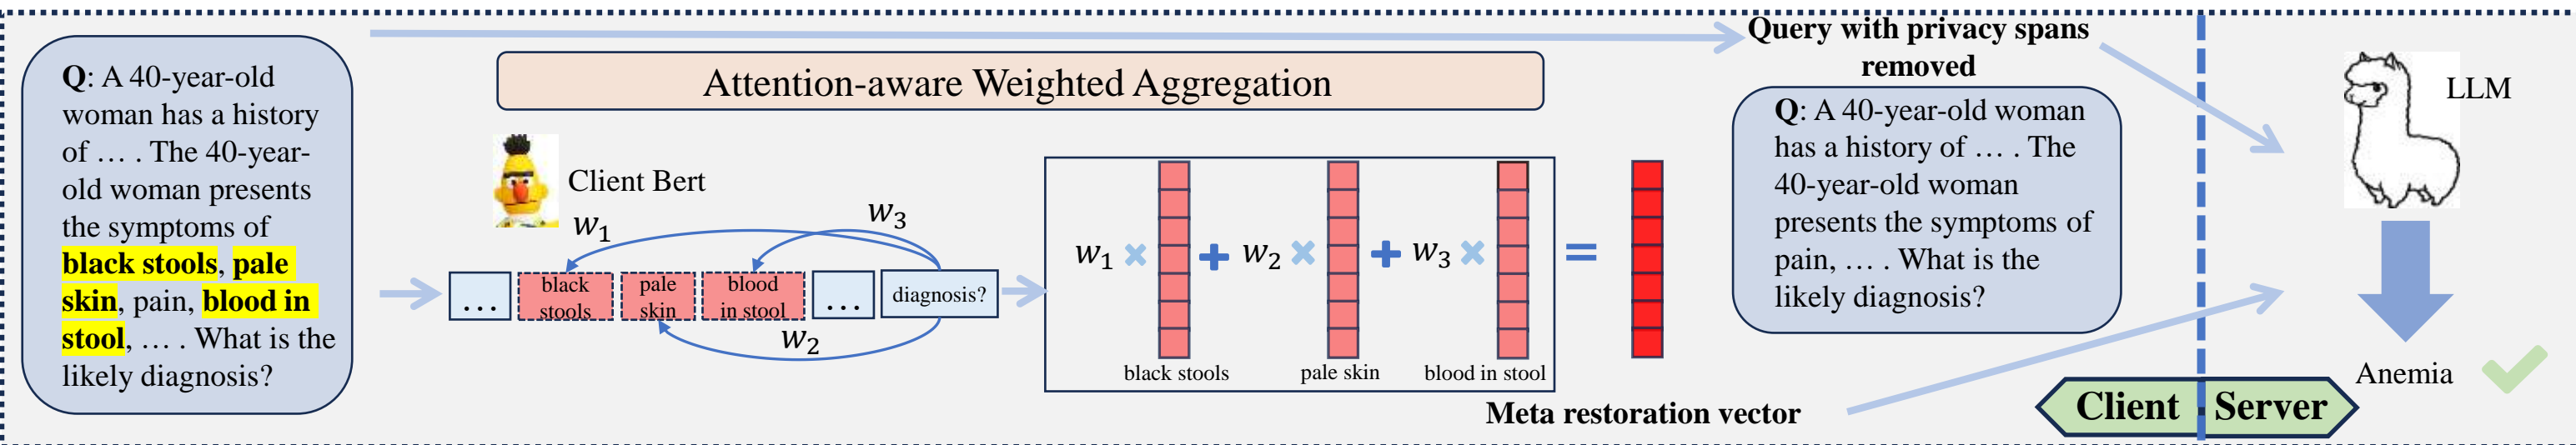 Q: A 40-year-old
woman has a history
of … . The 40-year-
old woman presents
the symptoms of
black stools, pale
skin, pain, blood in
stool, … . What is the
likely diagnosis?
Attention-aware Weighted Aggregation
Client Bert
w₁
w₃
…
black
stools
pale
skin
blood
in stool
…
diagnosis?
w₂
w₁ × + w₂ × + w₃ × =
black stools
pale skin
blood in stool
Meta restoration vector
Query with privacy spans
removed
Q: A 40-year-old woman
has a history of … . The
40-year-old woman
presents the symptoms of
pain, … . What is the
likely diagnosis?
LLM
Anemia
Client
Server